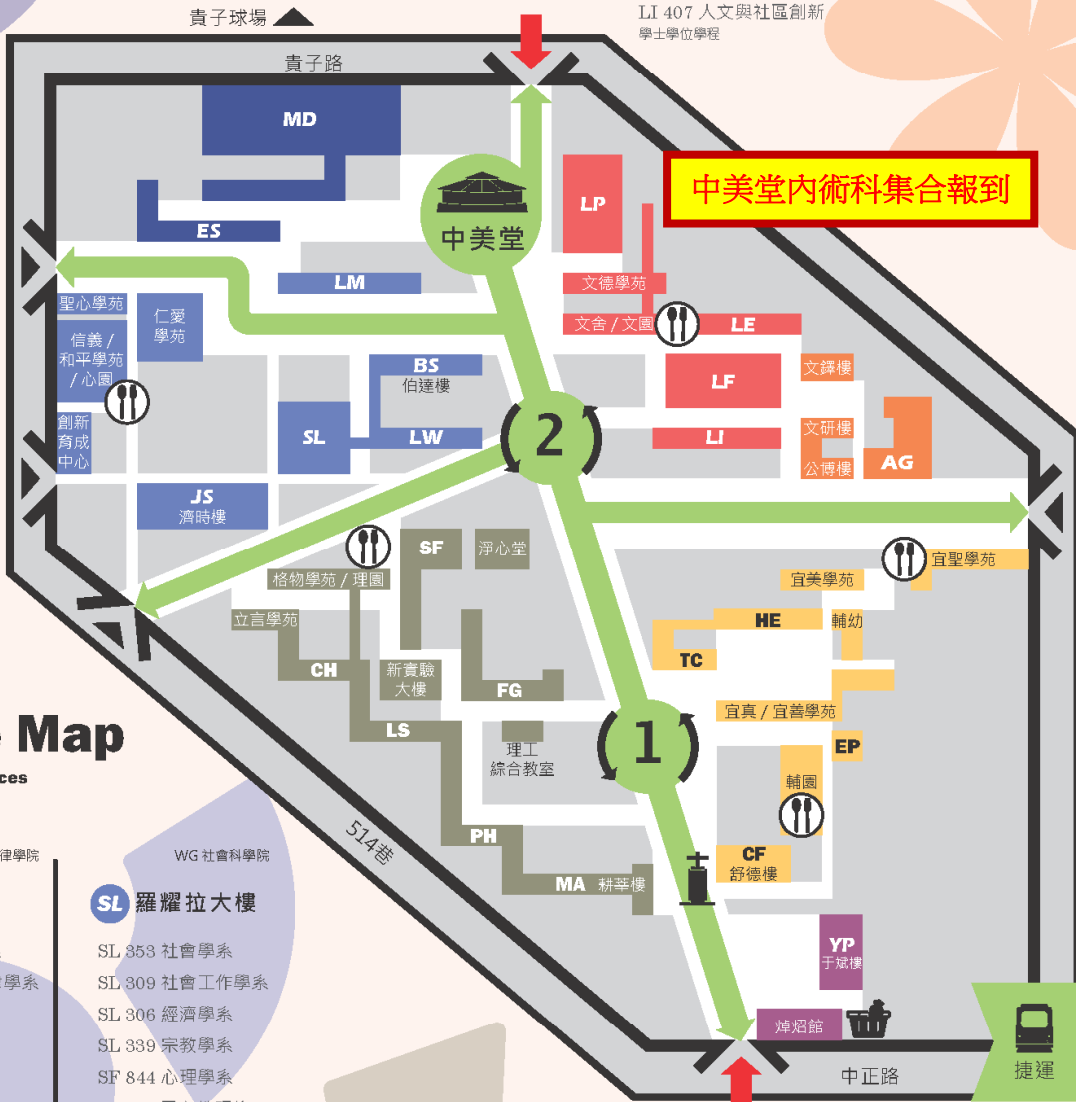 貴子球場
LI 407 人文與社區創新
學士學位學程
貴子路
MD
中美堂內術科集合報到
LP
ES
中美堂
LM
文德學苑
聖心學苑
仁愛
學苑
文舍 / 文園
LE
信義 /
和平學苑
/ 心園
BS
伯達樓
LF
文鐸樓
創新
育成
中心
SL
LW
2
LI
文研樓
公博樓
AG
JS
濟時樓
SF
淨心堂
宜聖學苑
格物學苑 / 理園
宜美學苑
立言學苑
HE
輔幼
CH
新實驗
大樓
TC
FG
宜真 / 宜善學苑
LS
1
EP
理工
綜合教室
輔園
Map
ces
514巷
PH
CF
舒德樓
MA 耕莘樓
律學院
WG 社會科學院
SL 羅耀拉大樓
YP
于斌樓
SL 353 社會學系
學系
SL 309 社會工作學系
SL 306 經濟學系
焯炤館
SL 339 宗教學系
SF 844 心理學系
中正路
捷運